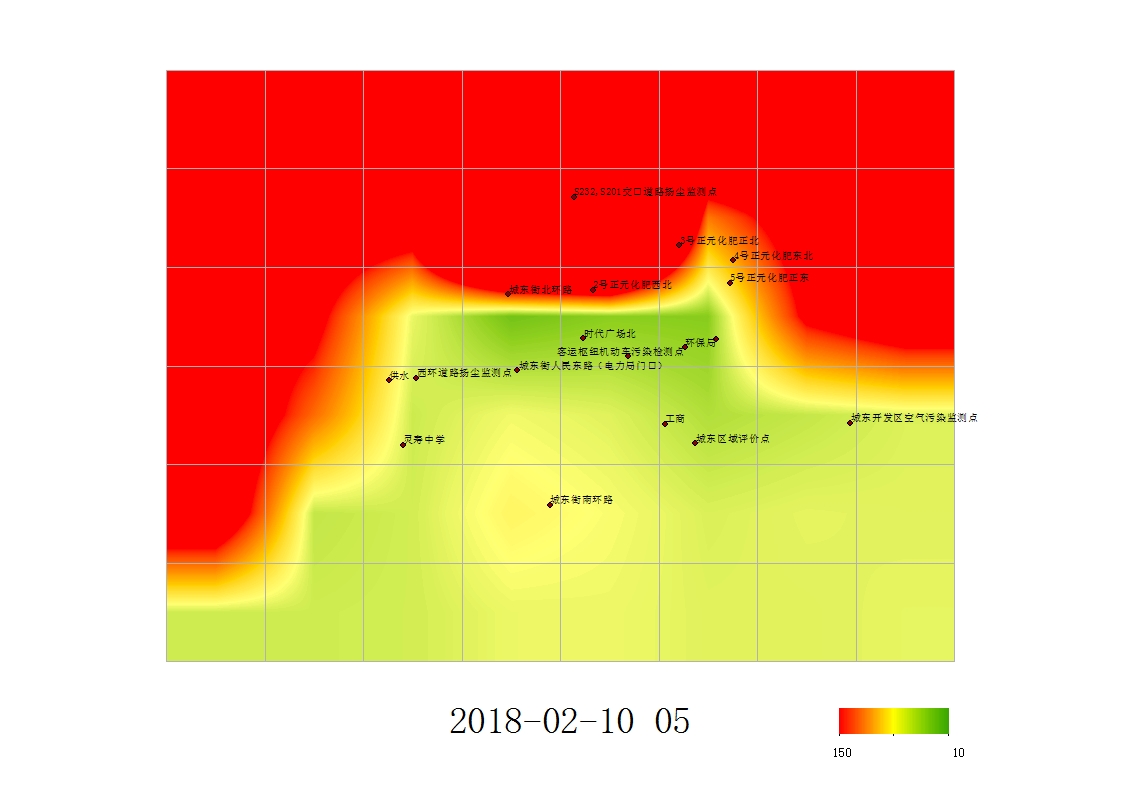 S232,S201交口道路扬尘监测点
3号正元化肥正北
4号正元化肥东北
5号正元化肥正东
2号正元化肥西北
城东街北环路
时代广场北
环保局
客运枢纽机动车污染检测点
城东街人民东路（电力局门口）
西环道路扬尘监测点
供水
城东开发区空气污染监测点
工商
城东区域评价点
灵寿中学
城东街南环路
2018-02-10 05
150
10